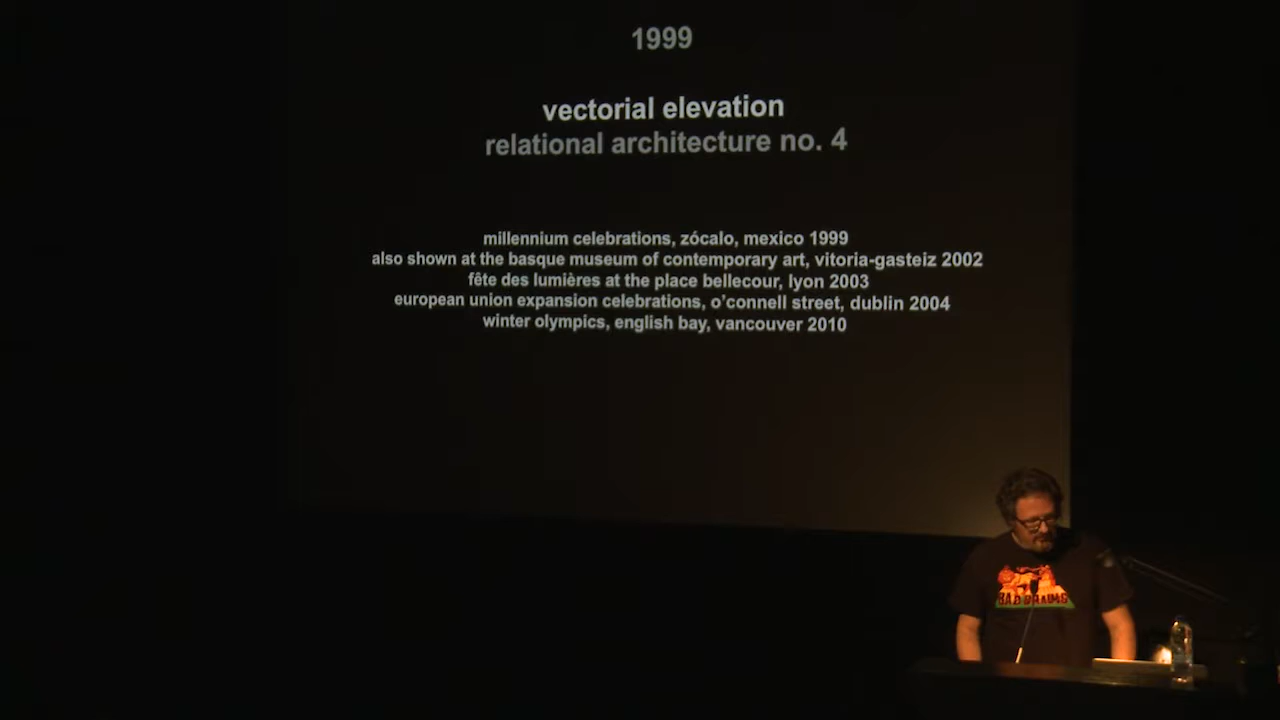 1999
vectorial elevation
relational architecture no. 4
millennium celebrations, zócalo, mexico 1999
also shown at the basque museum of contemporary art, vitoria-gasteiz 2002
fête des lumières at the place bellecour, lyon 2003
european union expansion celebrations, o'connell street, dublin 2004
winter olympics, english bay, vancouver 2010
BAD BRAINS